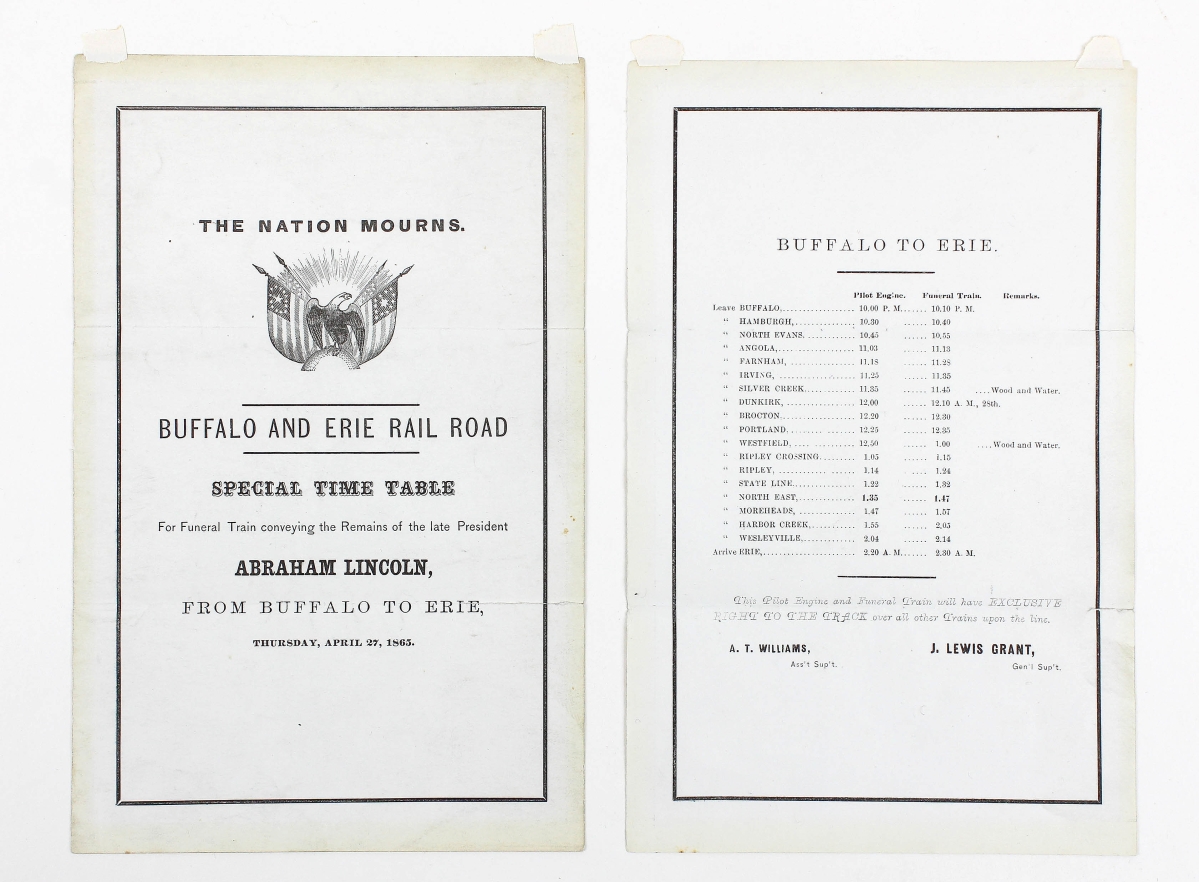 THE NATION MOURNS.
BUFFALO AND ERIE RAIL ROAD
SPECIAL TIME TABLE
For Funeral Train conveying the Remains of the late President
ABRAHAM LINCOLN,
FROM BUFFALO TO ERIE,
THURSDAY, APRIL 27, 1865.
BUFFALO TO ERIE.
Pilot Engine. Funeral Train. Remarks.
Leave BUFFALO,................. 10.00 P. M....... 10.10 P. M.
" HAMBURGH,.............. 10.30 ...... 10.40
" NORTH EVANS. ........... 10.45 ...... 10.55
" ANGOLA,.................. 11.03 ...... 11.13
" FARNHAM, ................ 11.18 ...... 11.28
" IRVING, .................. 11.25 ...... 11.35
" SILVER CREEK............ 11.35 ...... 11.45 ....Wood and Water.
" DUNKIRK, ................ 12.00 ...... 12.10 A. M., 28th.
" BROCTON................. 12.20 ...... 12.30
" PORTLAND. ............... 12.25 ...... 12.35
" WESTFIELD, .... .......... 12.50 ...... 1.00 ....Wood and Water.
" RIPLEY CROSSING......... 1.05 ...... 1.15
" RIPLEY, ............ ...... 1.14 ...... 1.24
" STATE LINE............... 1.22 ...... 1.32
" NORTH EAST,............. 1.35 ...... 1.47
" MOREHEADS, .............. 1.47 ...... 1.57
" HARBOR CREEK,........... 1.55 ...... 2.05
" WESLEYVILLE,............. 2.04 ...... 2.14
Arrive ERIE,...................... 2.20 A. M....... 2.30 A. M.
This Pilot Engine and Funeral Train will have EXCLUSIVE
RIGHT TO THE TRACK over all other Trains upon the line.
A. T. WILLIAMS, J. LEWIS GRANT,
Ass't Sup't. Gen'l Sup't.